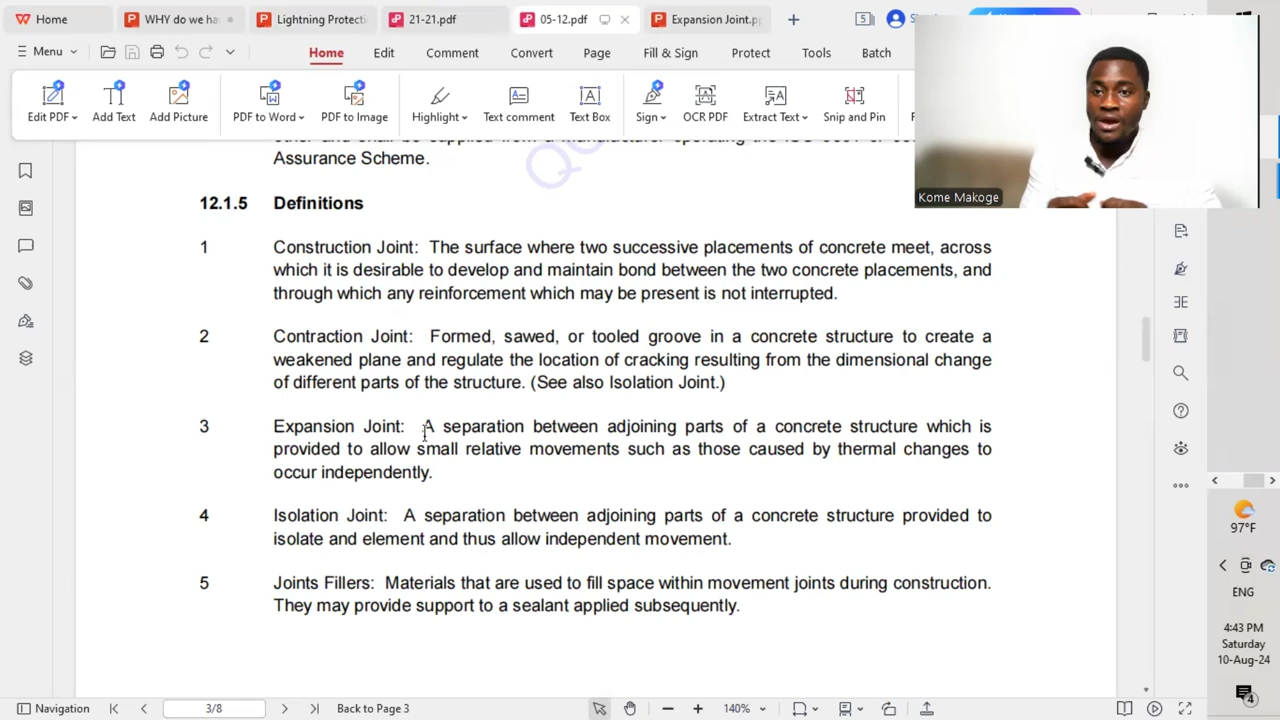 Home
WHY do we ha
Lightning Protecti
21-21.pdf
05-12.pdf
Expansion Joint.p
5
Menu
Home
Edit
Comment
Convert
Page
Fill & Sign
Protect
Tools
Batch
Edit PDF
Add Text
Add Picture
PDF to Word
PDF to Image
Highlight
Text comment
Text Box
Sign
OCR PDF
Extract Text
Snip and Pin
Assurance Scheme.
Kome Makoge
12.1.5 Definitions
1 Construction Joint: The surface where two successive placements of concrete meet, across
which it is desirable to develop and maintain bond between the two concrete placements, and
through which any reinforcement which may be present is not interrupted.
2 Contraction Joint: Formed, sawed, or tooled groove in a concrete structure to create a
weakened plane and regulate the location of cracking resulting from the dimensional change
of different parts of the structure. (See also Isolation Joint.)
3 Expansion Joint: A separation between adjoining parts of a concrete structure which is
provided to allow small relative movements such as those caused by thermal changes to
occur independently.
4 Isolation Joint: A separation between adjoining parts of a concrete structure provided to
isolate and element and thus allow independent movement.
5 Joints Fillers: Materials that are used to fill space within movement joints during construction.
They may provide support to a sealant applied subsequently.
97°F
ENG
4:43 PM
Saturday
10-Aug-24
4
Navigation
3/8
Back to Page 3
140%